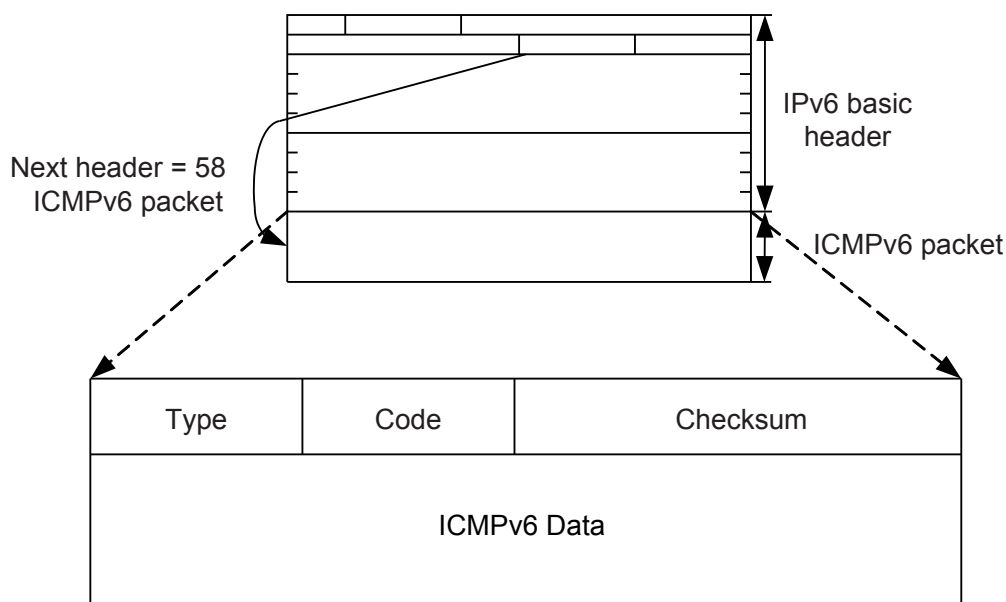 IPv6 basic
header
Next header = 58
ICMPv6 packet
ICMPv6 packet
Type
Code
Checksum
ICMPv6 Data